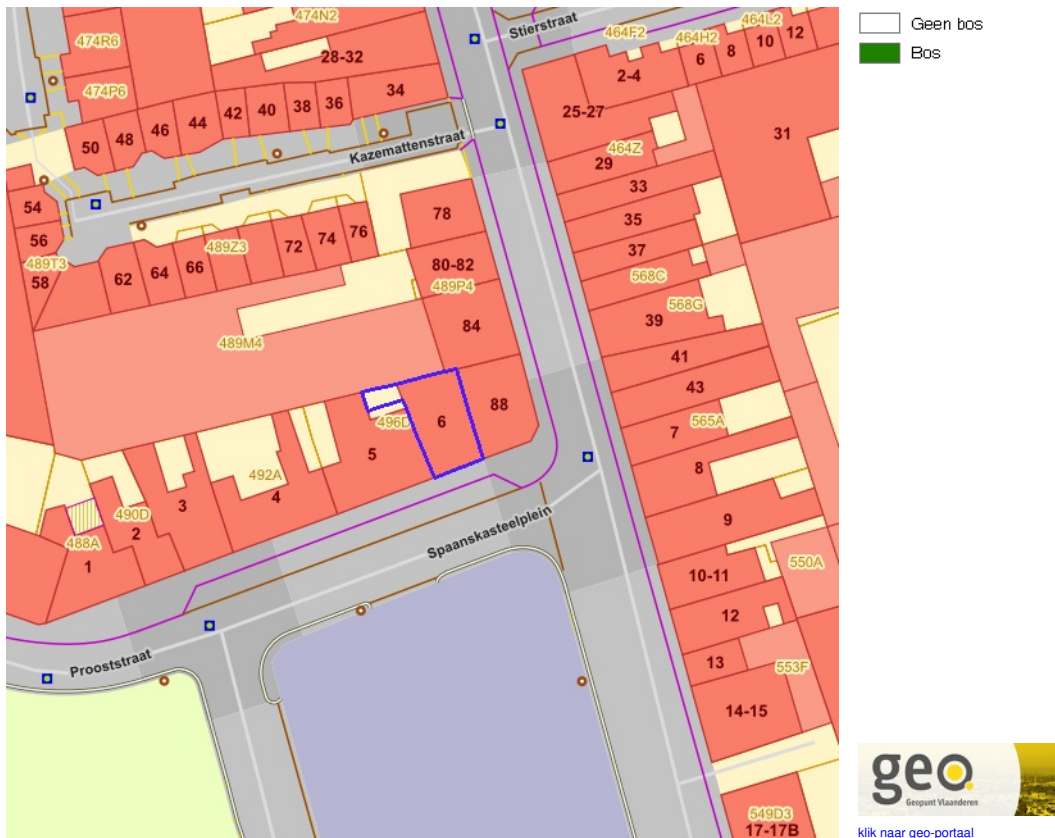 474N2
Stierstraat
464L2
474R6
464F2
464H2
12
10
8
6
28-32
2-4
34
474P6
36
38
40
42
44
46
48
50
25-27
31
Kazemattenstraat
464Z
29
33
54
56
58
489T3
78
35
76
74
72
489Z3
66
64
62
37
80-82
489P4
568C
568G
84
39
489M4
41
43
88
6
496D
5
7
565A
492A
4
3
490D
2
488A
1
8
9
Spaanskasteelplein
10-11
550A
12
Prooststraat
13
553F
14-15
549D3
17-17B
Geen bos
Bos
geo
Geopunt Vlaanderen
klik naar geo-portaal